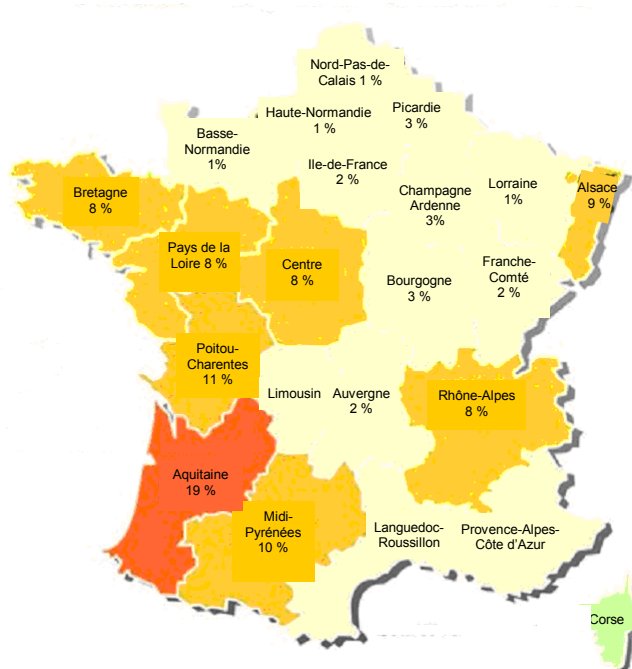 Nord-Pas-de-
Calais 1 %
Haute-Normandie
1 %
Picardie
3 %
Basse-
Normandie
1%
Ile-de-France
2 %
Bretagne
8 %
Champagne
Ardenne
3%
Lorraine
1%
Alsace
9 %
Pays de la
Loire 8 %
Centre
8 %
Bourgogne
3 %
Franche-
Comté
2 %
Poitou-
Charentes
11 %
Limousin
Auvergne
2 %
Rhône-Alpes
8 %
Aquitaine
19 %
Midi-
Pyrénées
10 %
Languedoc-
Roussillon
Provence-Alpes-
Côte d'Azur
Corse